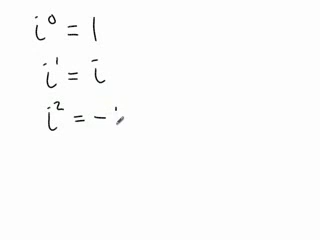 i⁰ = 1
i¹ = i
i² = -